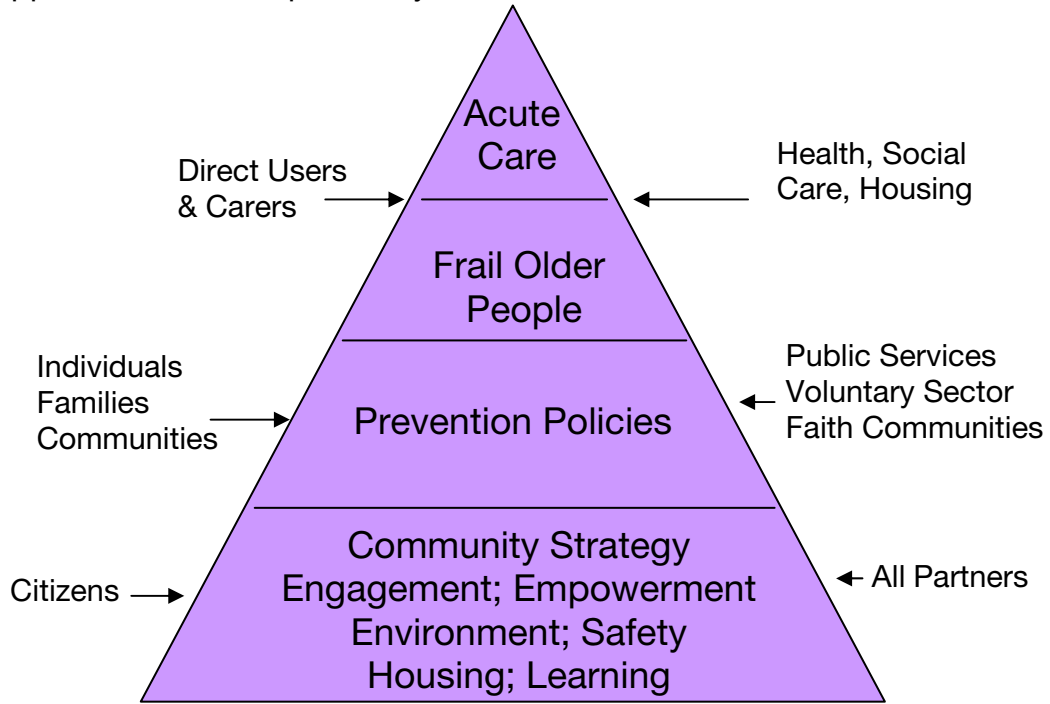 Acute
Care
Direct Users
& Carers
Health, Social
Care, Housing
Frail Older
People
Individuals
Families
Communities
Prevention Policies
Public Services
Voluntary Sector
Faith Communities
Citizens
Community Strategy
Engagement; Empowerment
Environment; Safety
Housing; Learning
All Partners